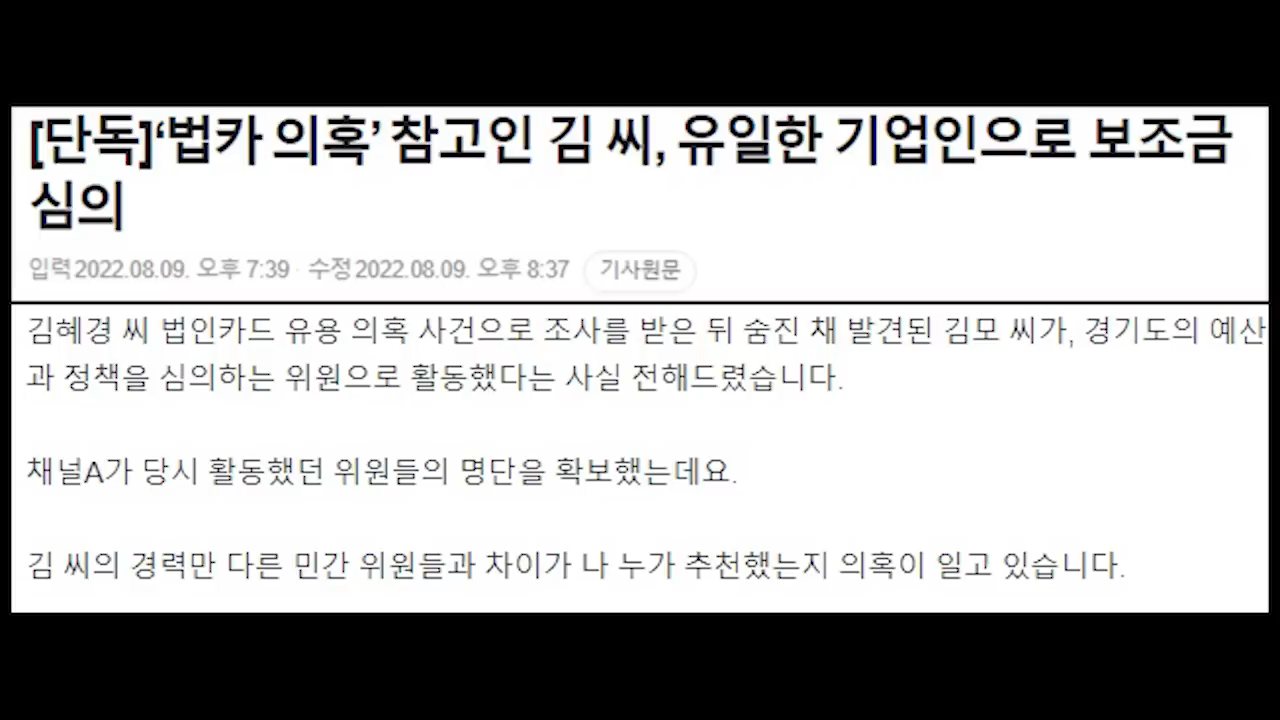 [단독]‘법카 의혹’ 참고인 김 씨, 유일한 기업인으로 보조금
심의
입력 2022.08.09. 오후 7:39 · 수정 2022.08.09. 오후 8:37 기사원문
김혜경 씨 법인카드 유용 의혹 사건으로 조사를 받은 뒤 숨진 채 발견된 김모 씨가, 경기도의 예산
과 정책을 심의하는 위원으로 활동했다는 사실 전해드렸습니다.
채널A가 당시 활동했던 위원들의 명단을 확보했는데요.
김 씨의 경력만 다른 민간 위원들과 차이가 나 누가 추천했는지 의혹이 일고 있습니다.